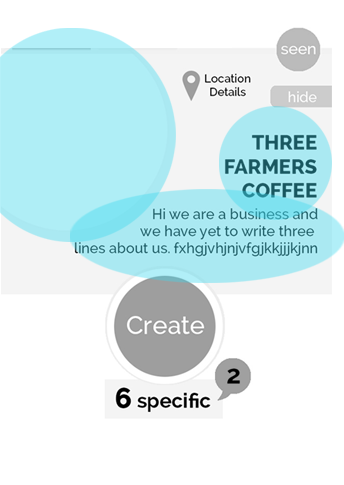 seen
Location
Details
hide
THREE
FARMERS
COFFEE
Hi we are a business and
we have yet to write three
lines about us. fxhgjvhjnjvfgjkkjjjkjnn
Create
2
6 specific